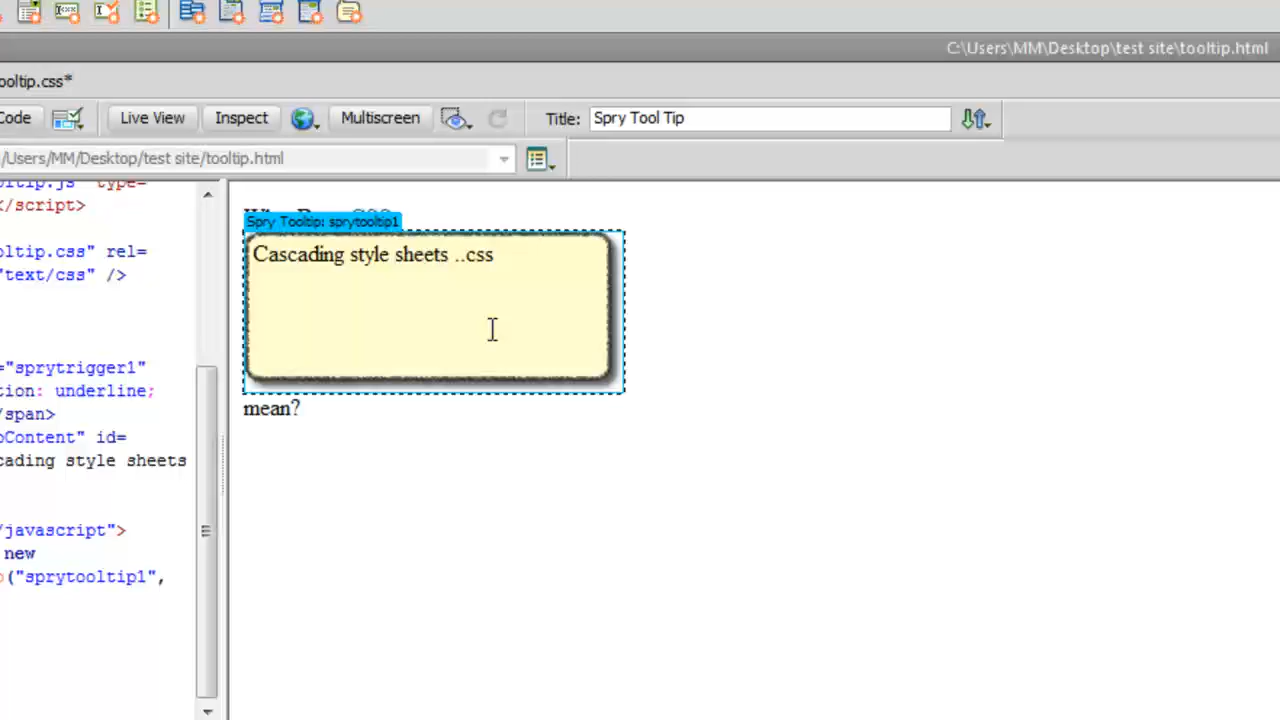 C:\Users\MM\Desktop\test site\tooltip.html
ooltip.css*
Code
Live View
Inspect
Multiscreen
Title:
Spry Tool Tip
/Users/MM/Desktop/test site/tooltip.html
oltip.js" type=
</script>
oltip.css" rel=
"text/css" />
="sprytrigger1"
tion: underline;
/span>
oContent" id=
cading style sheets
/javascript">
new
("sprytooltip1",
Spry Tooltip: sprytooltip1
Cascading style sheets ..css
mean?